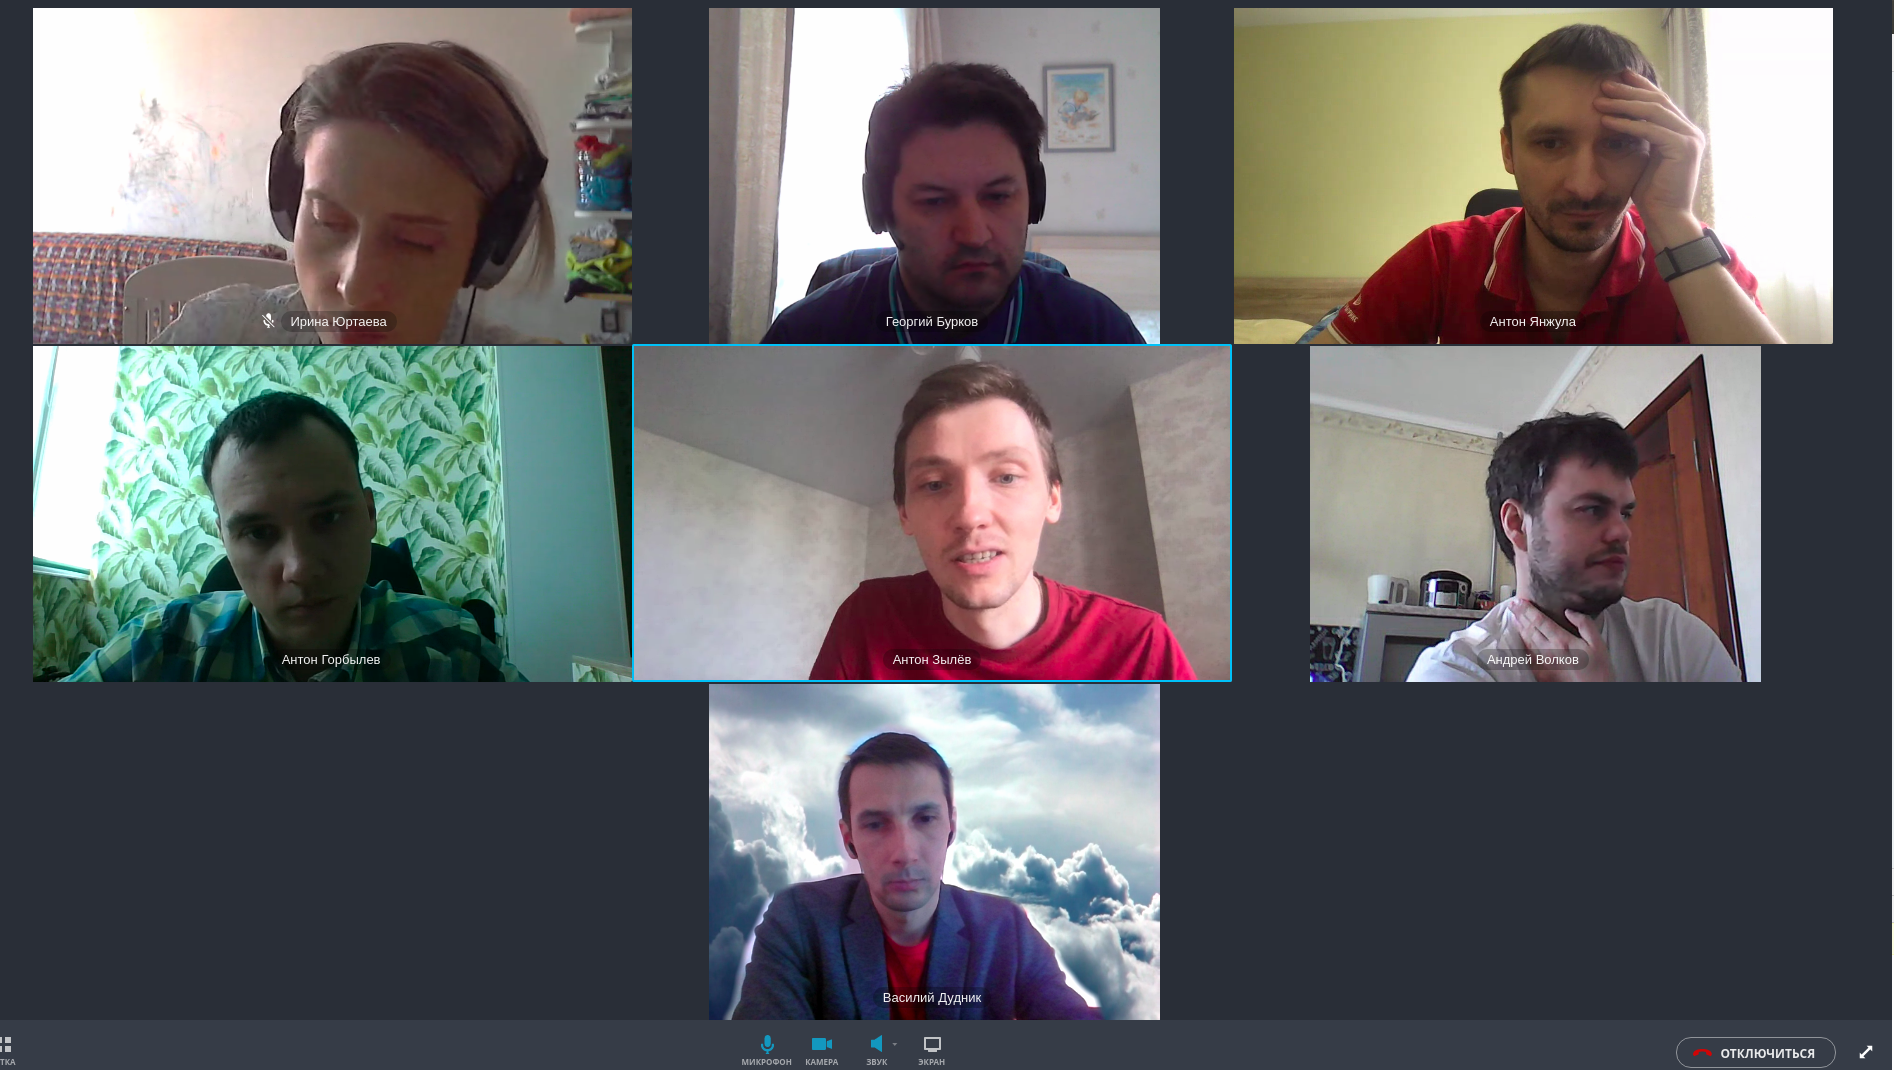 Ирина Юртаева
Георгий Бурков
Антон Янжула
Антон Горбылев
Антон Зылёв
Андрей Волков
Василий Дудник
ТКА
МИКРОФОН
КАМЕРА
ЗВУК
ЭКРАН
ОТКЛЮЧИТЬСЯ